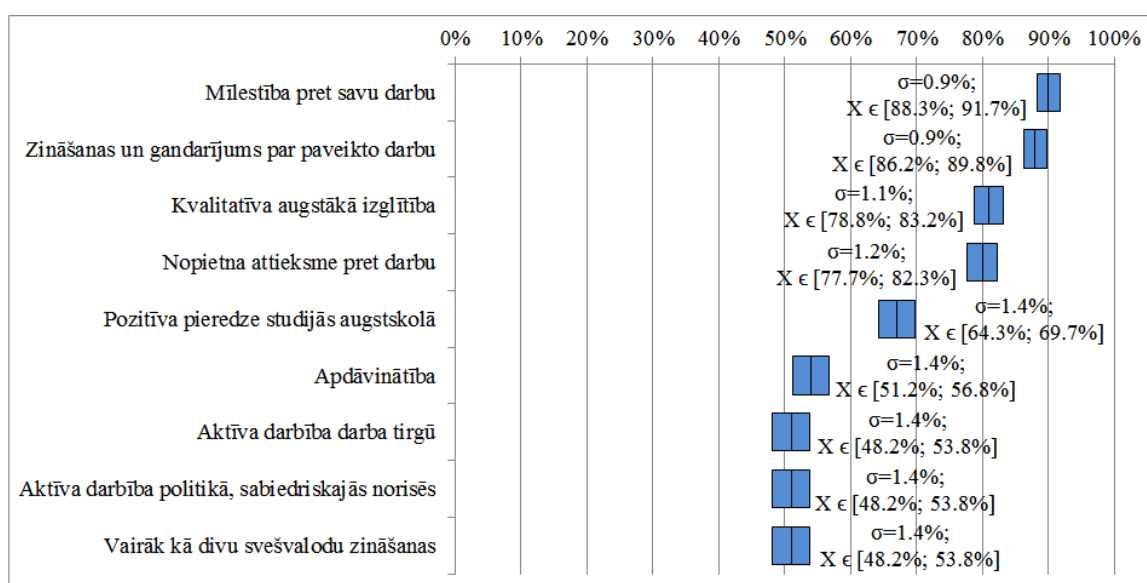 0% 10% 20% 30% 40% 50% 60% 70% 80% 90% 100%
Mīlestība pret savu darbu
σ=0.9%;
X ϵ [88.3%; 91.7%]
Zināšanas un gandarījums par paveikto darbu
σ=0.9%;
X ϵ [86.2%; 89.8%]
Kvalitatīva augstākā izglītība
σ=1.1%;
X ϵ [78.8%; 83.2%]
Nopietna attieksme pret darbu
σ=1.2%;
X ϵ [77.7%; 82.3%]
Pozitīva pieredze studijās augstskolā
σ=1.4%;
X ϵ [64.3%; 69.7%]
Apdāvinātība
σ=1.4%;
X ϵ [51.2%; 56.8%]
Aktīva darbība darba tirgū
σ=1.4%;
X ϵ [48.2%; 53.8%]
Aktīva darbība politikā, sabiedriskajās norisēs
σ=1.4%;
X ϵ [48.2%; 53.8%]
Vairāk kā divu svešvalodu zināšanas
σ=1.4%;
X ϵ [48.2%; 53.8%]